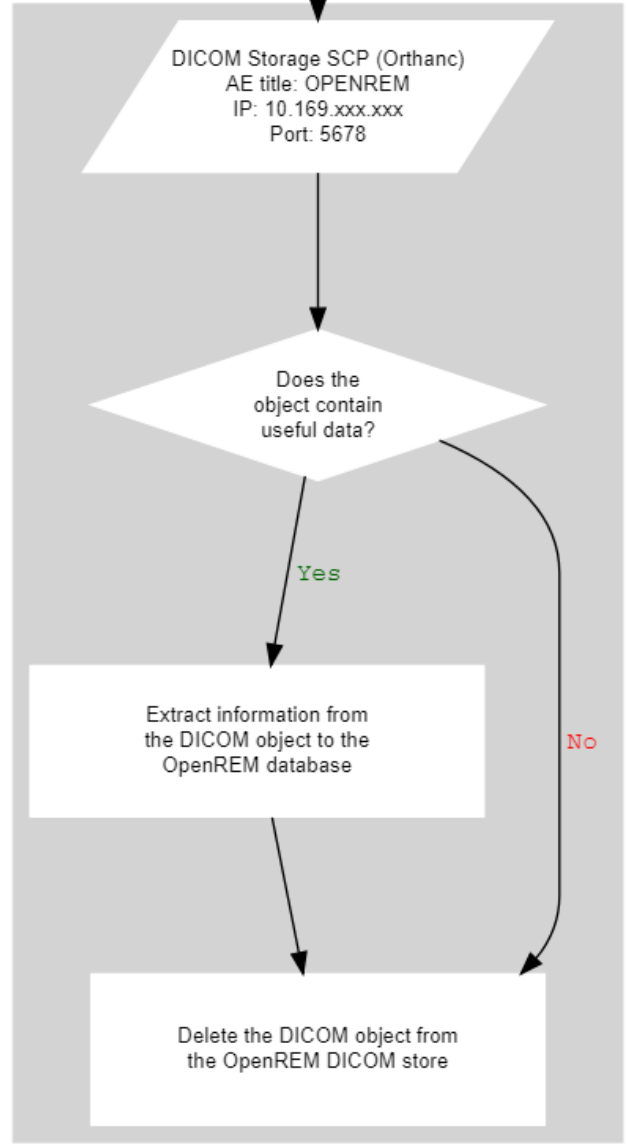 DICOM Storage SCP (Orthanc)
AE title: OPENREM
IP: 10.169.xxx.xxx
Port: 5678
Does the
object contain
useful data?
Yes
Extract information from
the DICOM object to the
OpenREM database
No
Delete the DICOM object from
the OpenREM DICOM store